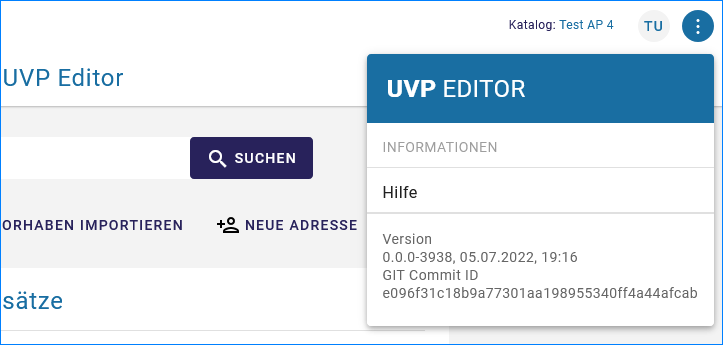 Katalog: Test AP 4
TU
UVP Editor
UVP EDITOR
INFORMATIONEN
SUCHEN
Hilfe
ORHABEN IMPORTIEREN
NEUE ADRESSE
Version
0.0.0-3938, 05.07.2022, 19:16
GIT Commit ID
e096f31c18b9a77301aa198955340ff4a44afcab
sätze